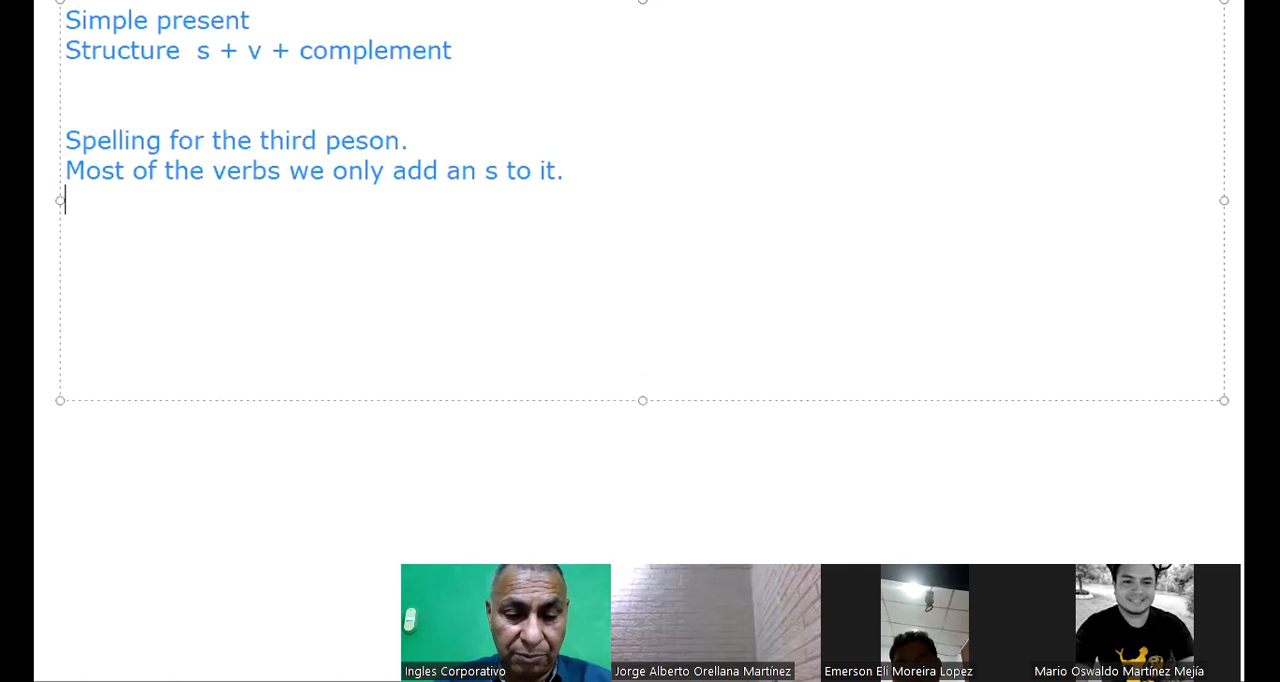 Simple present
Structure s + v + complement
Spelling for the third peson.
Most of the verbs we only add an s to it.
Ingles Corporativo
Jorge Alberto Orellana Martínez
Emerson Eli Moreira Lopez
Mario Oswaldo Martínez Mejía